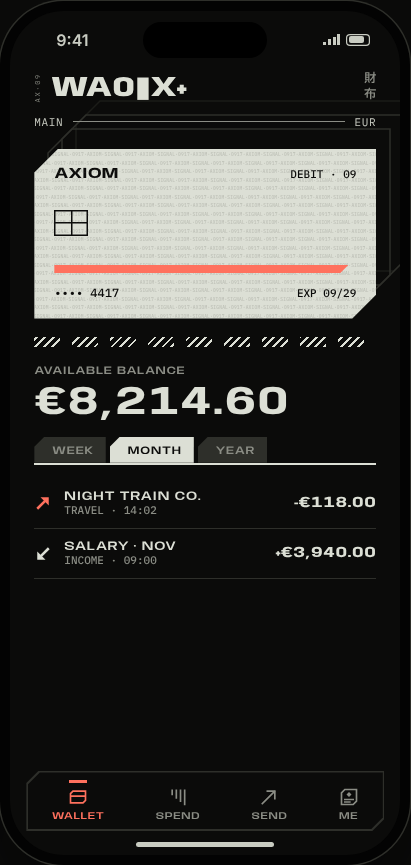 9:41
AX·09
財布
MAIN
EUR
AXIOM
DEBIT · 09
•••• 4417
EXP 09/29
AVAILABLE BALANCE
€8,214.60
WEEK
MONTH
YEAR
NIGHT TRAIN CO.
-€118.00
TRAVEL · 14:02
SALARY · NOV
+€3,940.00
INCOME · 09:00
WALLET
SPEND
SEND
ME